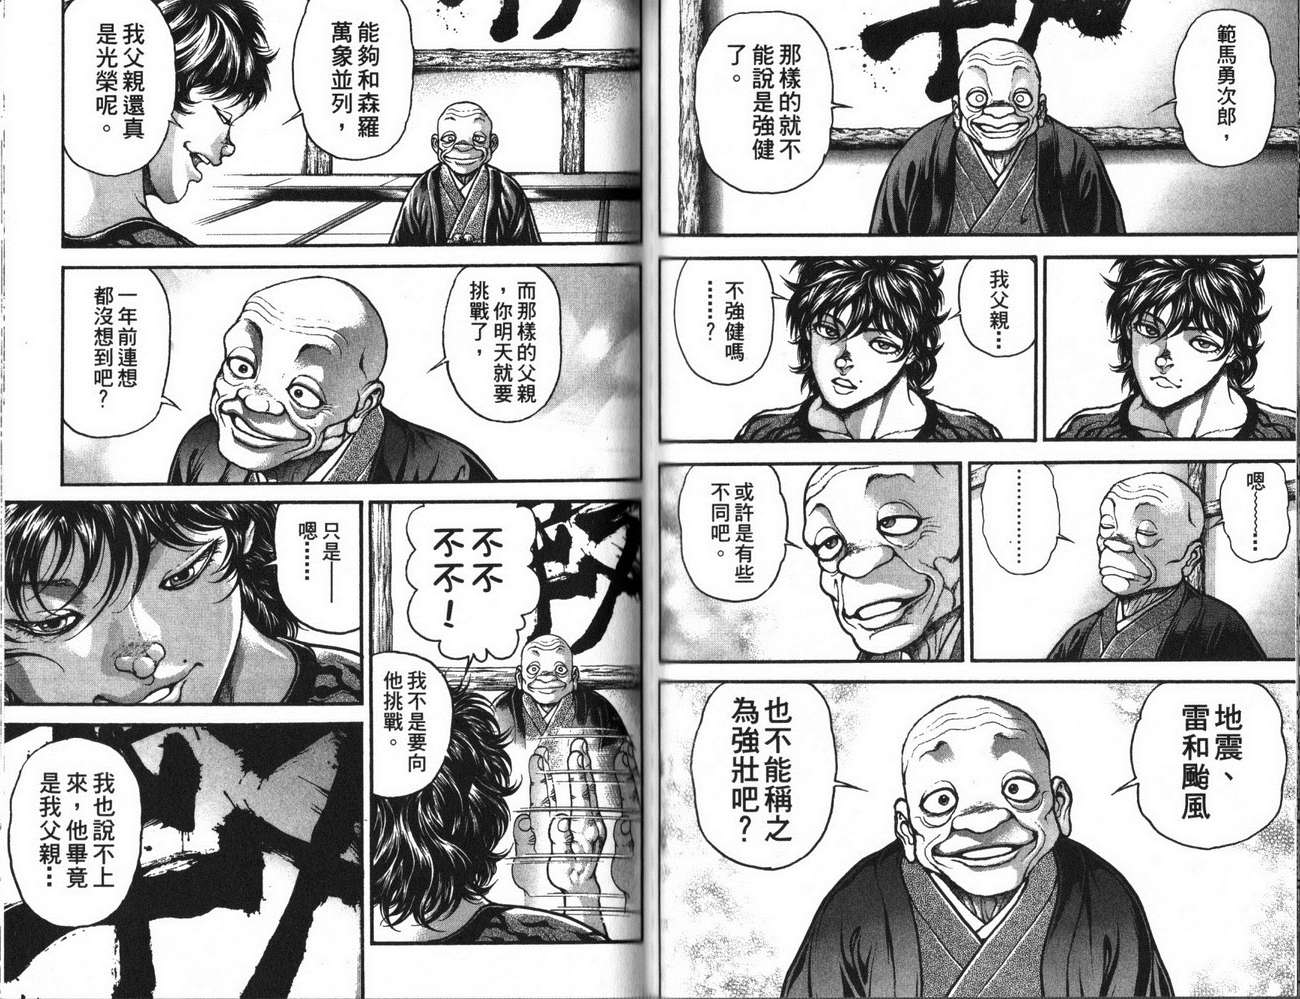 範馬勇次郎，
那樣的就不
能說是強健
了。
我父親…
不強健嗎
……？
嗯~~……
…………
或許是有些
不同吧。
地震、
雷和颱風
也不能稱之
為強壯吧？
能夠和森羅
萬象並列，
我父親還真
是光榮呢。
而那樣的父親
，你明天就要
挑戰了，
一年前連想
都沒想到吧？
不不
不不！
我不是要向
他挑戰。
只是——
嗯……
我也說不上
來，他畢竟
是我父親…